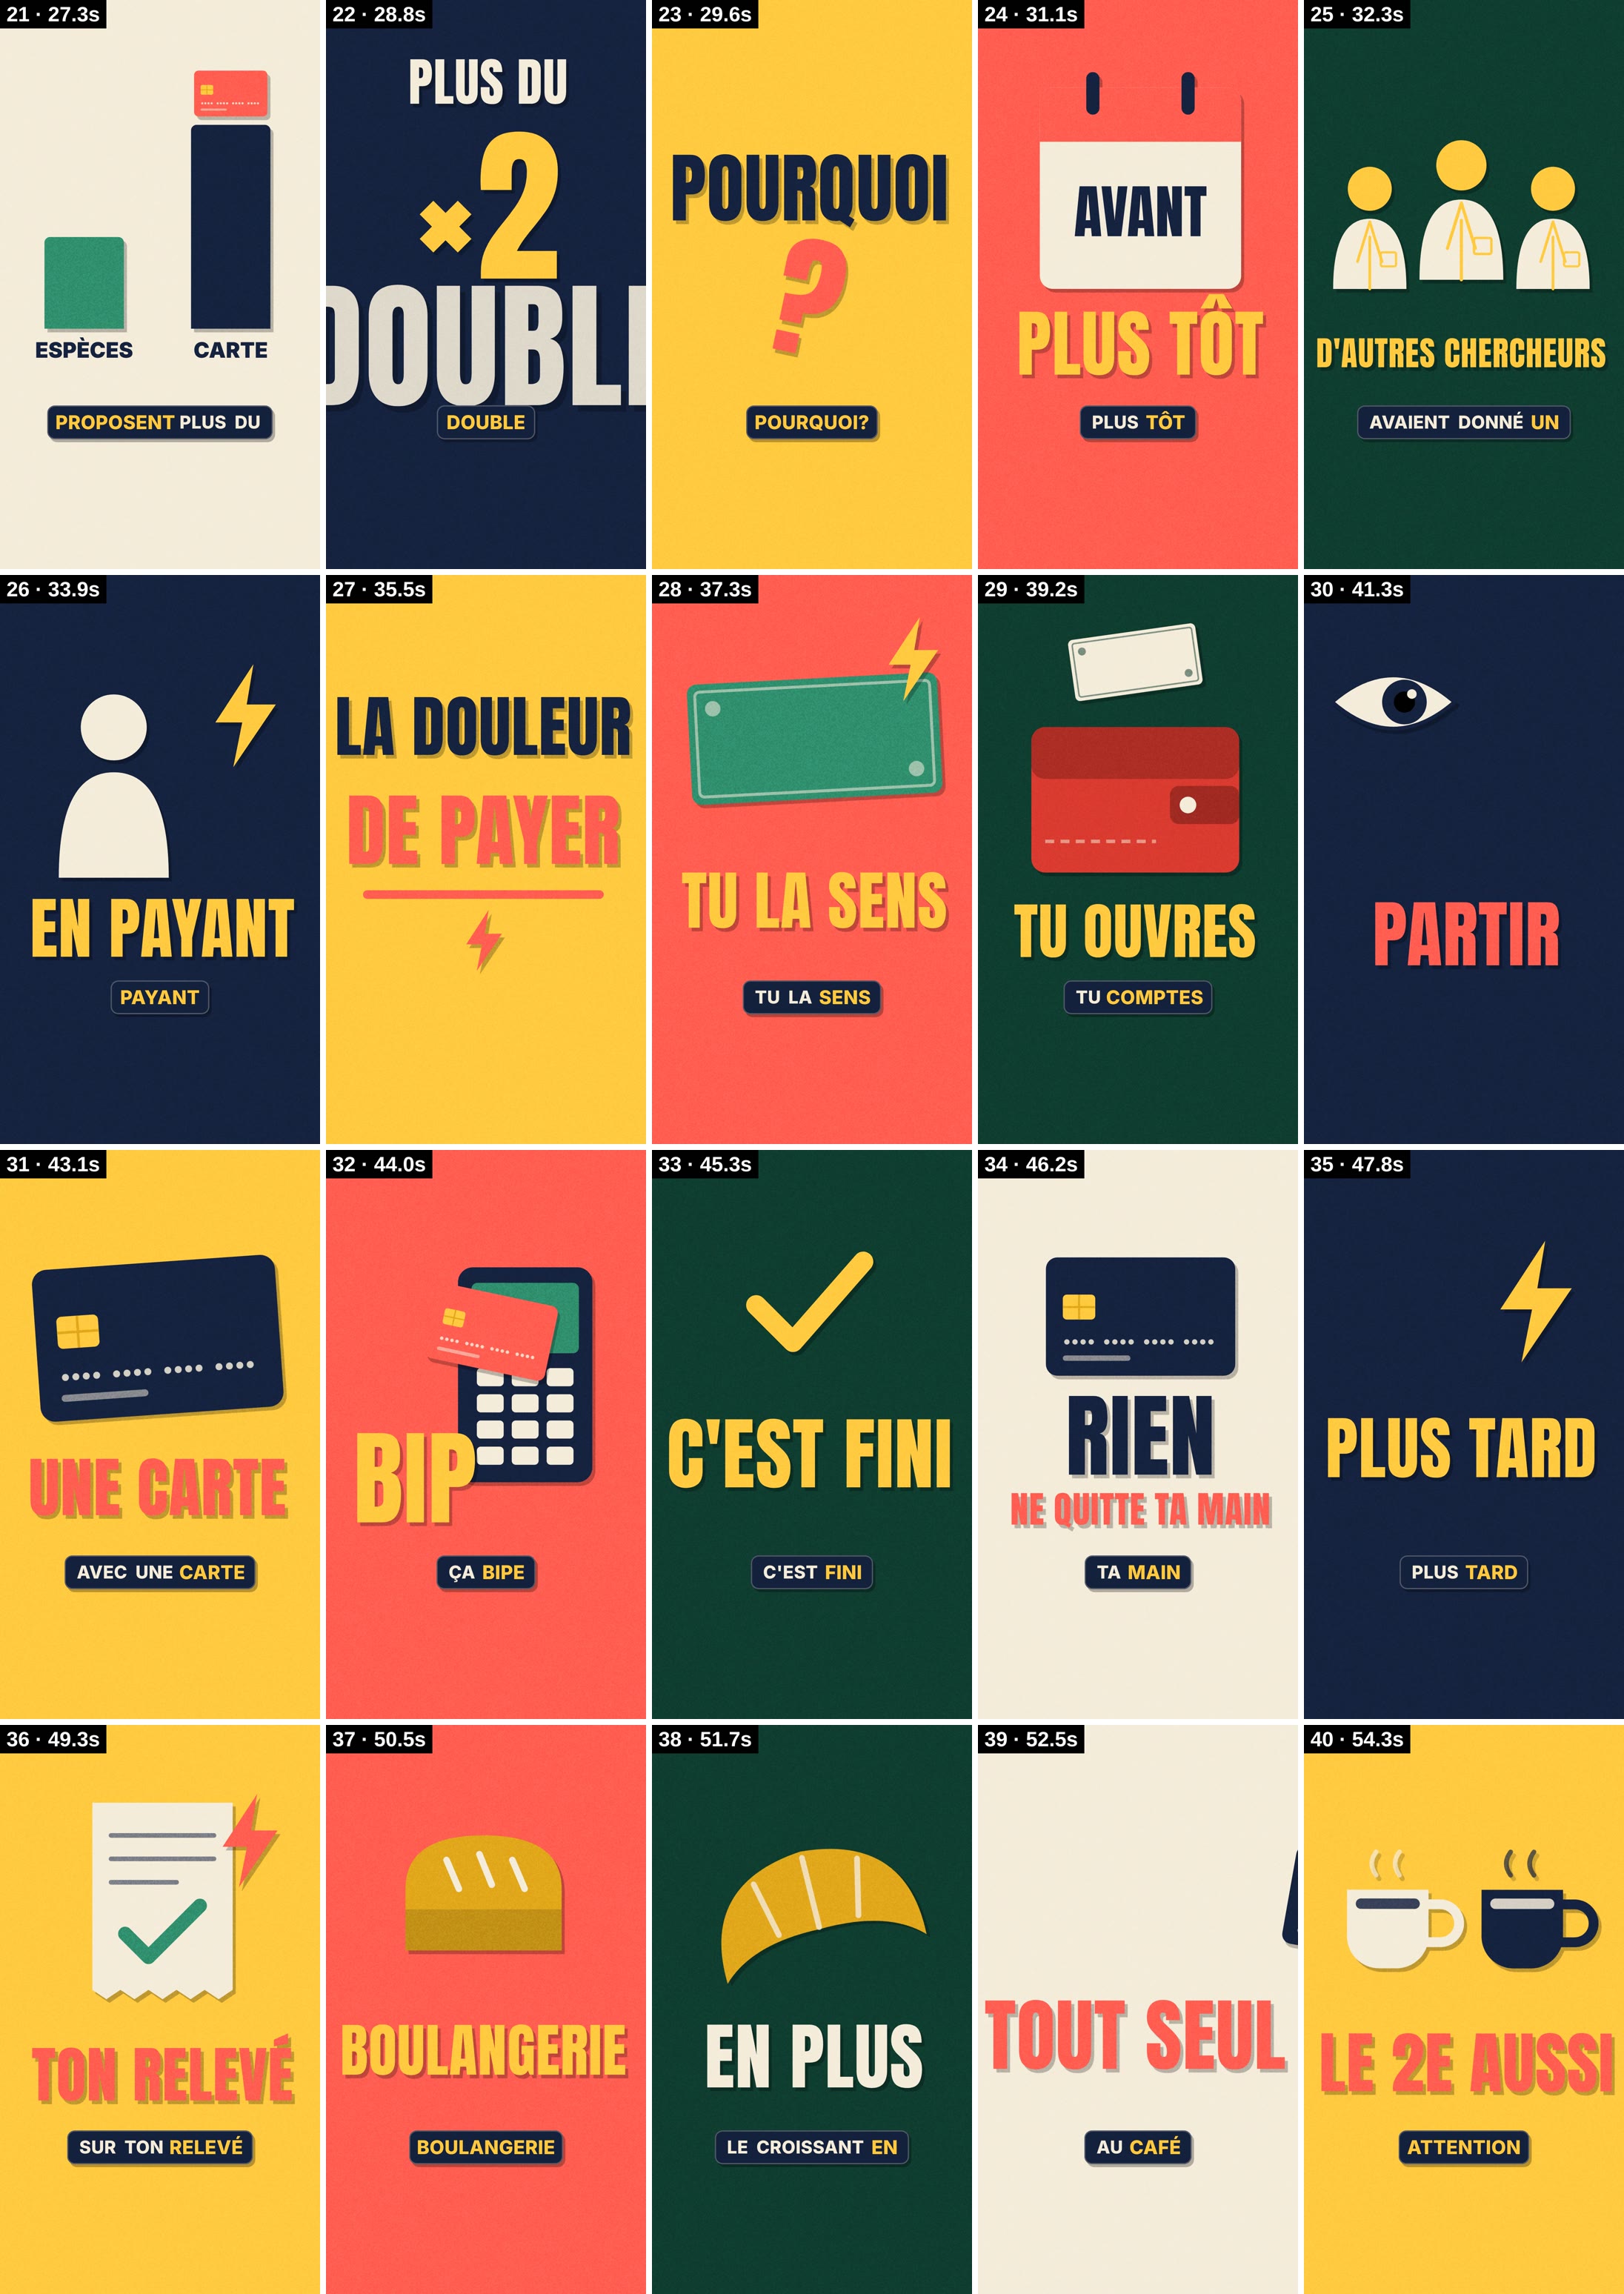 21 · 27.3s
ESPÈCES
CARTE
PROPOSENT PLUS DU
22 · 28.8s
PLUS DU
×2
DOUBLE
DOUBLE
23 · 29.6s
POURQUOI
?
POURQUOI?
24 · 31.1s
AVANT
PLUS TÔT
PLUS TÔT
25 · 32.3s
D'AUTRES CHERCHEURS
AVAIENT DONNÉ UN
26 · 33.9s
EN PAYANT
PAYANT
27 · 35.5s
LA DOULEUR
DE PAYER
28 · 37.3s
TU LA SENS
TU LA SENS
29 · 39.2s
TU OUVRES
TU COMPTES
30 · 41.3s
PARTIR
31 · 43.1s
UNE CARTE
AVEC UNE CARTE
32 · 44.0s
BIP
ÇA BIPE
33 · 45.3s
C'EST FINI
C'EST FINI
34 · 46.2s
RIEN
NE QUITTE TA MAIN
TA MAIN
35 · 47.8s
PLUS TARD
PLUS TARD
36 · 49.3s
TON RELEVÉ
SUR TON RELEVÉ
37 · 50.5s
BOULANGERIE
BOULANGERIE
38 · 51.7s
EN PLUS
LE CROISSANT EN
39 · 52.5s
TOUT SEUL
AU CAFÉ
40 · 54.3s
LE 2E AUSSI
ATTENTION